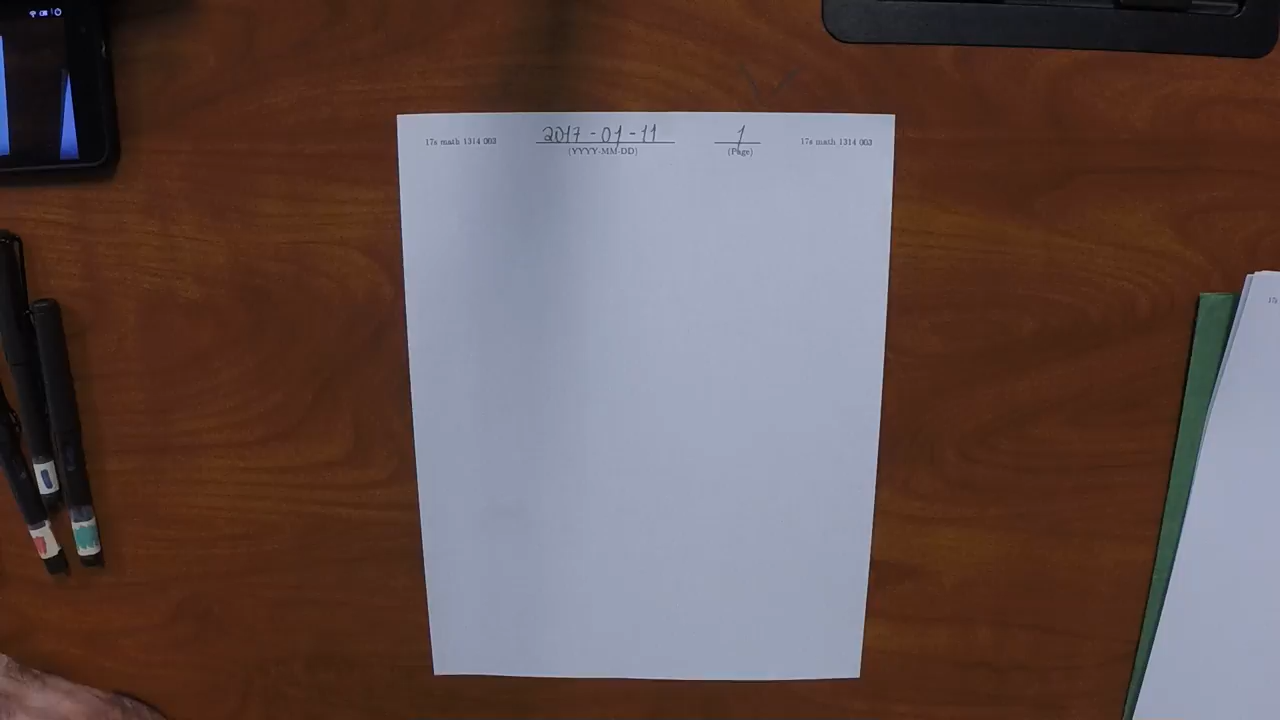 17s math 1314 003 2017-01-11 1 17s math 1314 003
(YYYY-MM-DD) (Page)